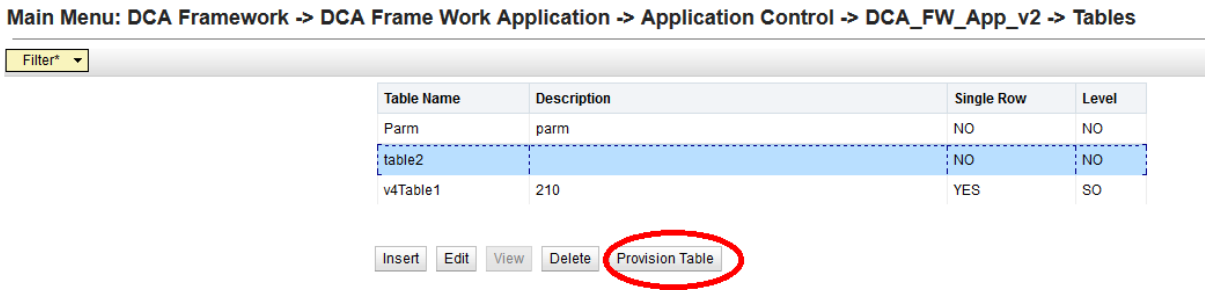 Main Menu: DCA Framework -> DCA Frame Work Application -> Application Control -> DCA_FW_App_v2 -> Tables
Filter*
Table Name Description Single Row Level
Parm parm NO NO
table2 NO NO
v4Table1 210 YES SO
Insert Edit View Delete Provision Table